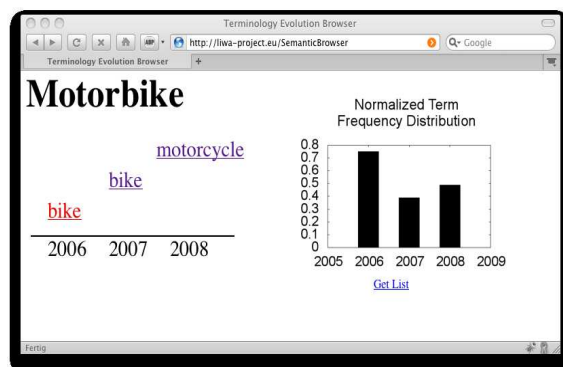 Terminology Evolution Browser
ABP
http://liwa-project.eu/SemanticBrowser
Google
Terminology Evolution Browser
+
Motorbike
motorcycle
bike
bike
2006 2007 2008
Normalized Term
Frequency Distribution
0.8
0.7
0.6
0.5
0.4
0.3
0.2
0.1
0
2005 2006 2007 2008 2009
Get List
Fertig